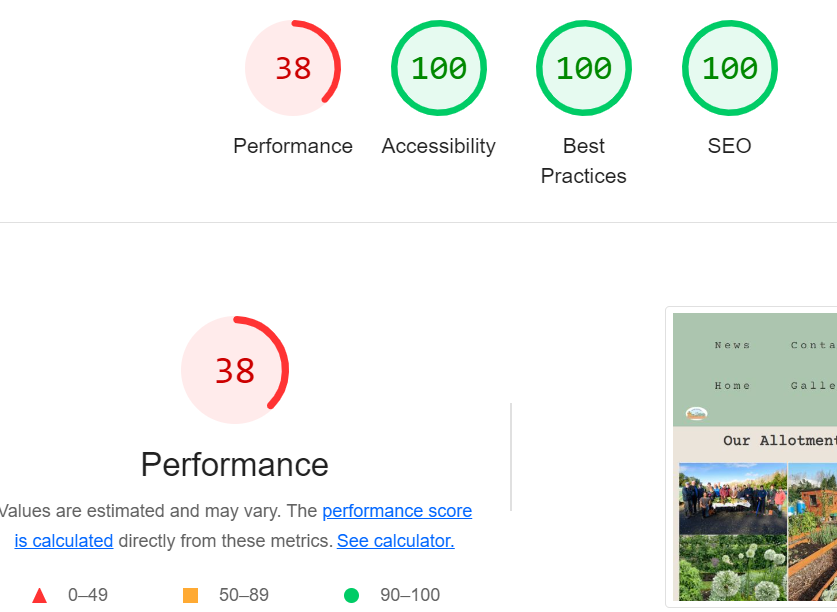 38
100
100
100
Performance
Accessibility
Best
Practices
SEO
38
Performance
Values are estimated and may vary. The performance score
is calculated directly from these metrics. See calculator.
0–49
50–89
90–100
News
Conta
Home
Galle
Our Allotment